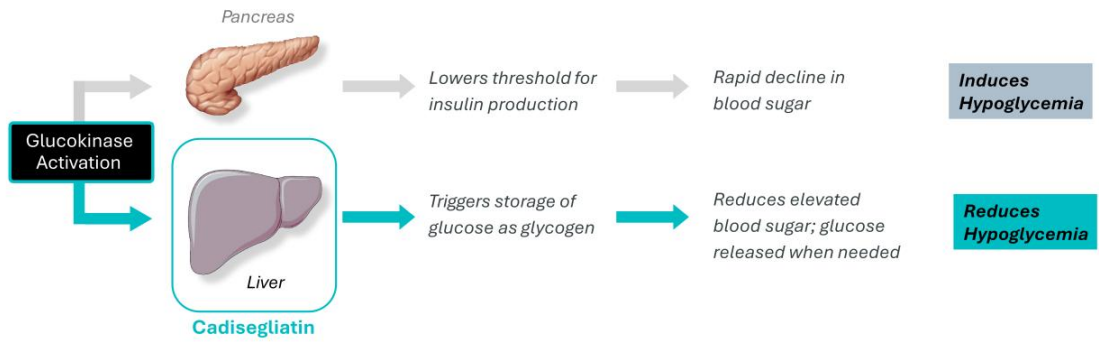 Pancreas
Lowers threshold for
insulin production
Rapid decline in
blood sugar
Induces
Hypoglycemia
Glucokinase
Activation
Triggers storage of
glucose as glycogen
Reduces elevated
blood sugar; glucose
released when needed
Reduces
Hypoglycemia
Liver
Cadisegliatin